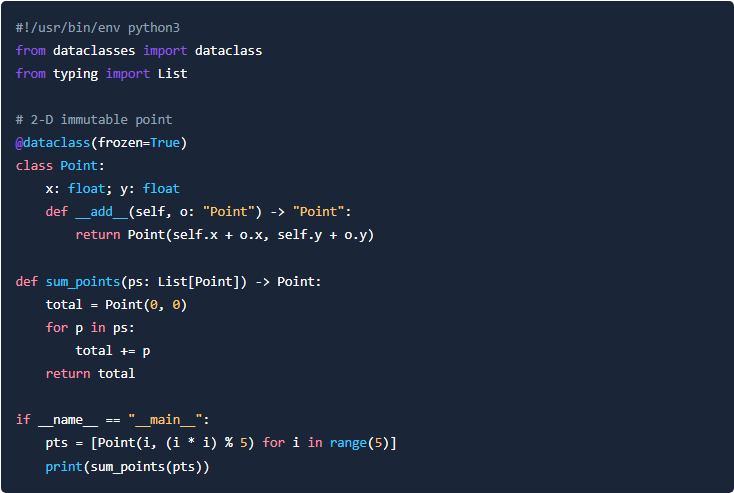 #!/usr/bin/env python3
from dataclasses import dataclass
from typing import List

# 2-D immutable point
@dataclass(frozen=True)
class Point:
    x: float; y: float
    def __add__(self, o: "Point") -> "Point":
        return Point(self.x + o.x, self.y + o.y)

def sum_points(ps: List[Point]) -> Point:
    total = Point(0, 0)
    for p in ps:
        total += p
    return total

if __name__ == "__main__":
    pts = [Point(i, (i * i) % 5) for i in range(5)]
    print(sum_points(pts))